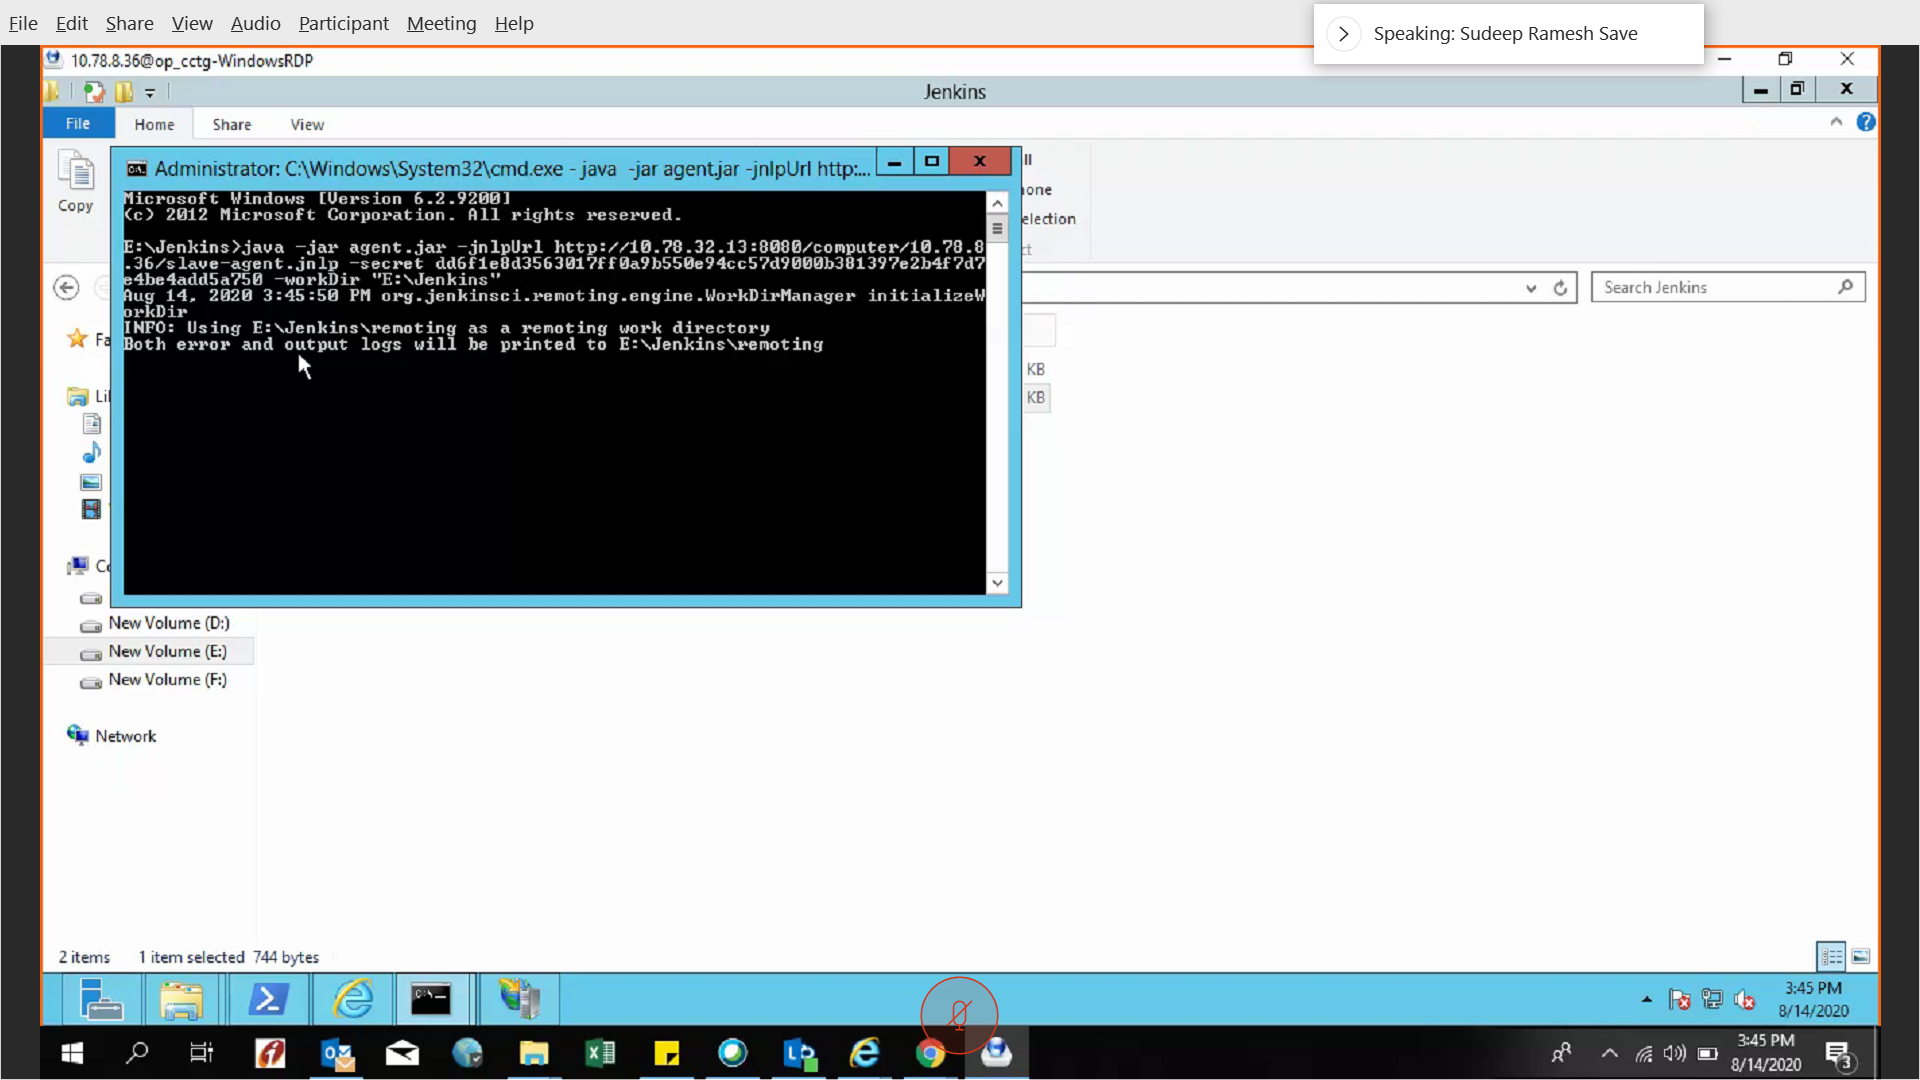 File Edit Share View Audio Participant Meeting Help
Speaking: Sudeep Ramesh Save
10.78.8.36@op_cctg-WindowsRDP
Jenkins
File Home Share View
Administrator: C:\Windows\System32\cmd.exe - java -jar agent.jar -jnlpUrl http:...
Copy
Microsoft Windows [Version 6.2.9200]
(c) 2012 Microsoft Corporation. All rights reserved.
E:\Jenkins>java -jar agent.jar -jnlpUrl http://10.78.32.13:8080/computer/10.78.8
.36/slave-agent.jnlp -secret dd6f1e8d3563017ff0a9b550e94cc57d9000b381397e2b4f7d7
e4be4add5a750 -workDir "E:\Jenkins"
Aug 14, 2020 3:45:50 PM org.jenkinsci.remoting.engine.WorkDirManager initializeW
orkDir
INFO: Using E:\Jenkins\remoting as a remoting work directory
Both error and output logs will be printed to E:\Jenkins\remoting
ll
one
election
ct
Search Jenkins
Fa
KB
Li
KB
Co
New Volume (D:)
New Volume (E:)
New Volume (F:)
Network
2 items 1 item selected 744 bytes
3:45 PM
8/14/2020
3:45 PM
8/14/2020
3